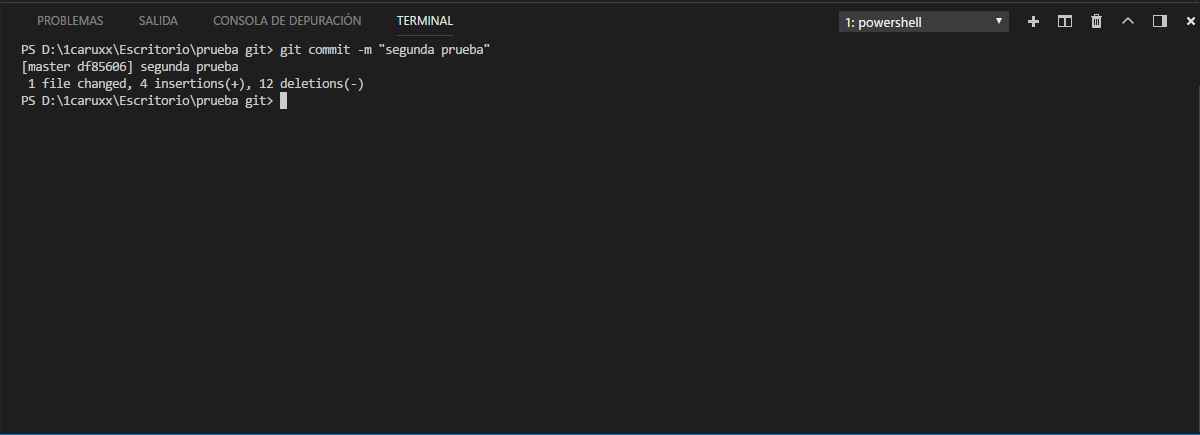 PROBLEMAS SALIDA CONSOLA DE DEPURACIÓN TERMINAL 1: powershell
PS D:\1caruxx\Escritorio\prueba git> git commit -m "segunda prueba"
[master df85606] segunda prueba
 1 file changed, 4 insertions(+), 12 deletions(-)
PS D:\1caruxx\Escritorio\prueba git>